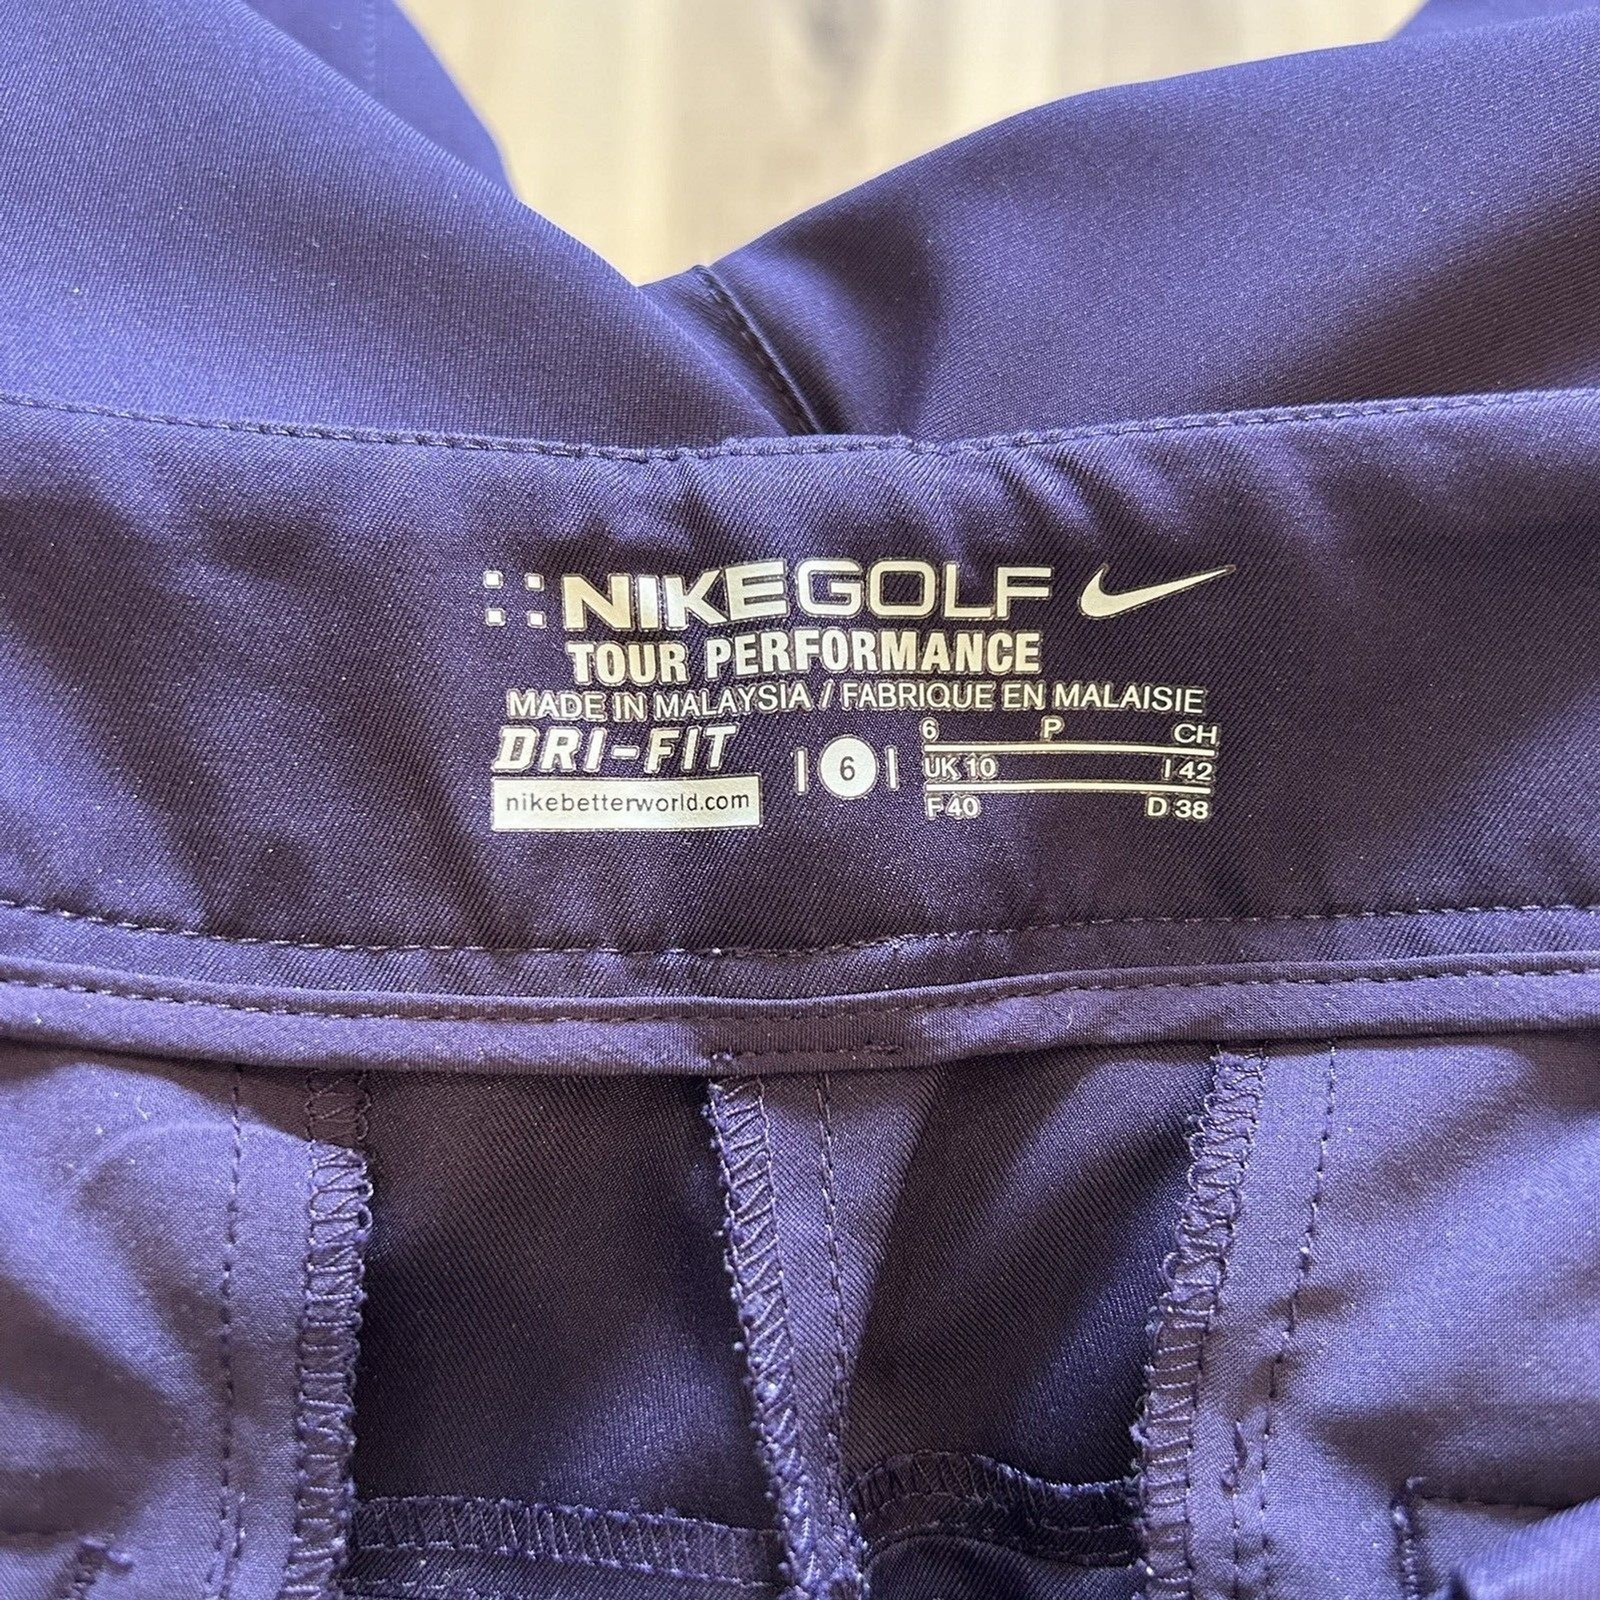 NIKEGOLF
TOUR PERFORMANCE
MADE IN MALAYSIA / FABRIQUE EN MALAISIE
DRI-FIT
nikebetterworld.com
6
6 P CH
UK 10 I 42
F 40 D 38